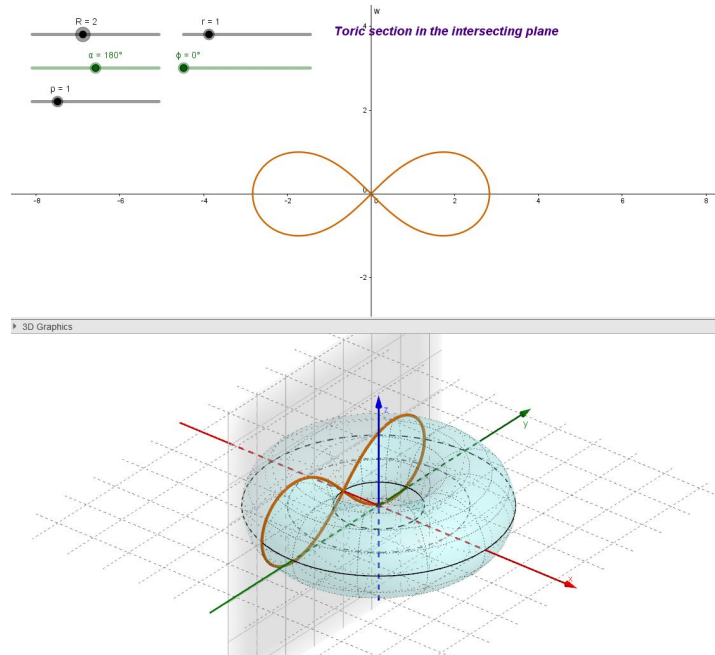 R = 2
r = 1
w
Toric section in the intersecting plane
α = 180°
ϕ = 0°
p = 1
4
2
0
-8
-6
-4
-2
0
2
4
6
8
-2
3D Graphics
z
y
x